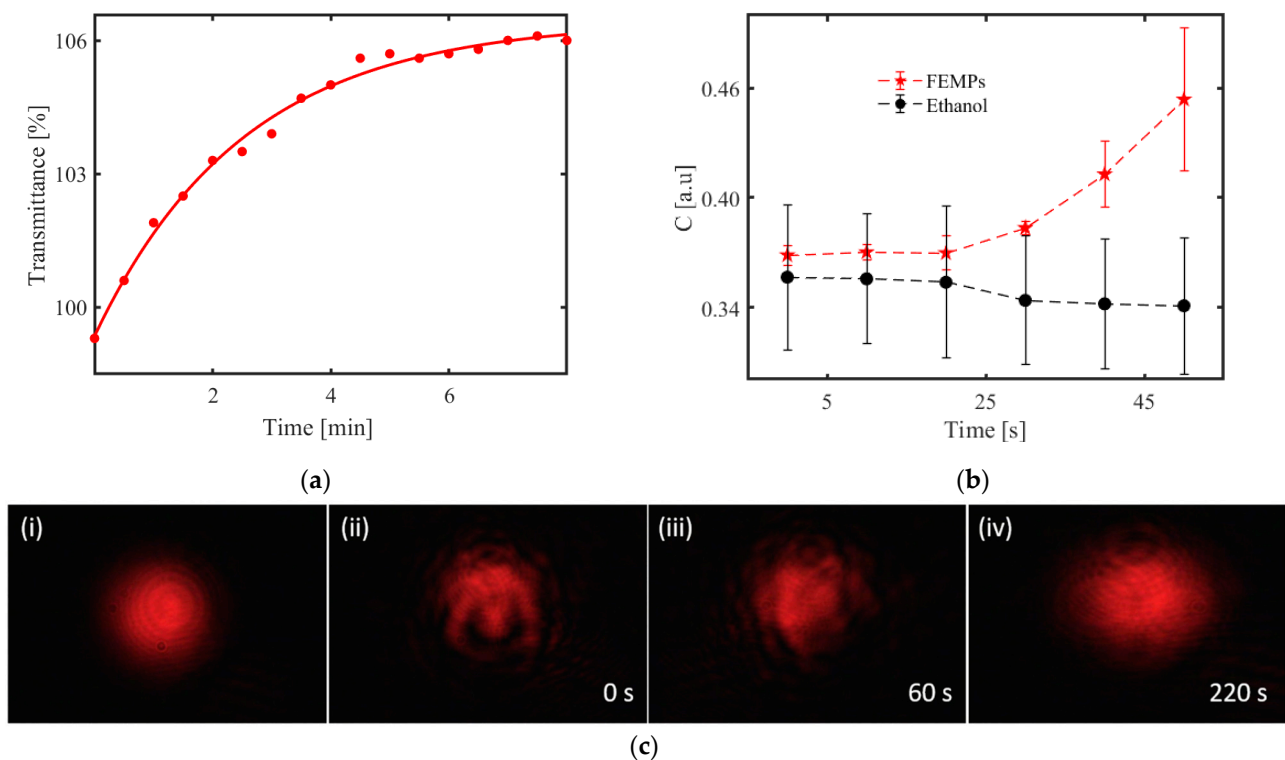 106
103
100
Transmittance [%]
2
4
6
Time [min]
(a)
0.46
0.40
0.34
C [a.u]
FEMPs
Ethanol
5
25
45
Time [s]
(b)
(i)
(ii)
0 s
(iii)
60 s
(iv)
220 s
(c)